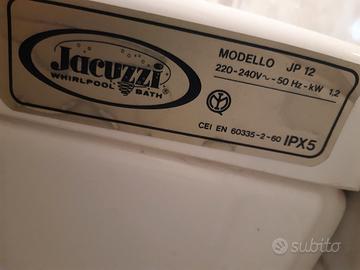 Jacuzzi
WHIRLPOOL BATH
MODELLO JP 12
220-240V~-50 Hz-kW 1,2
CEI EN 60335-2-60 IPX5
subito